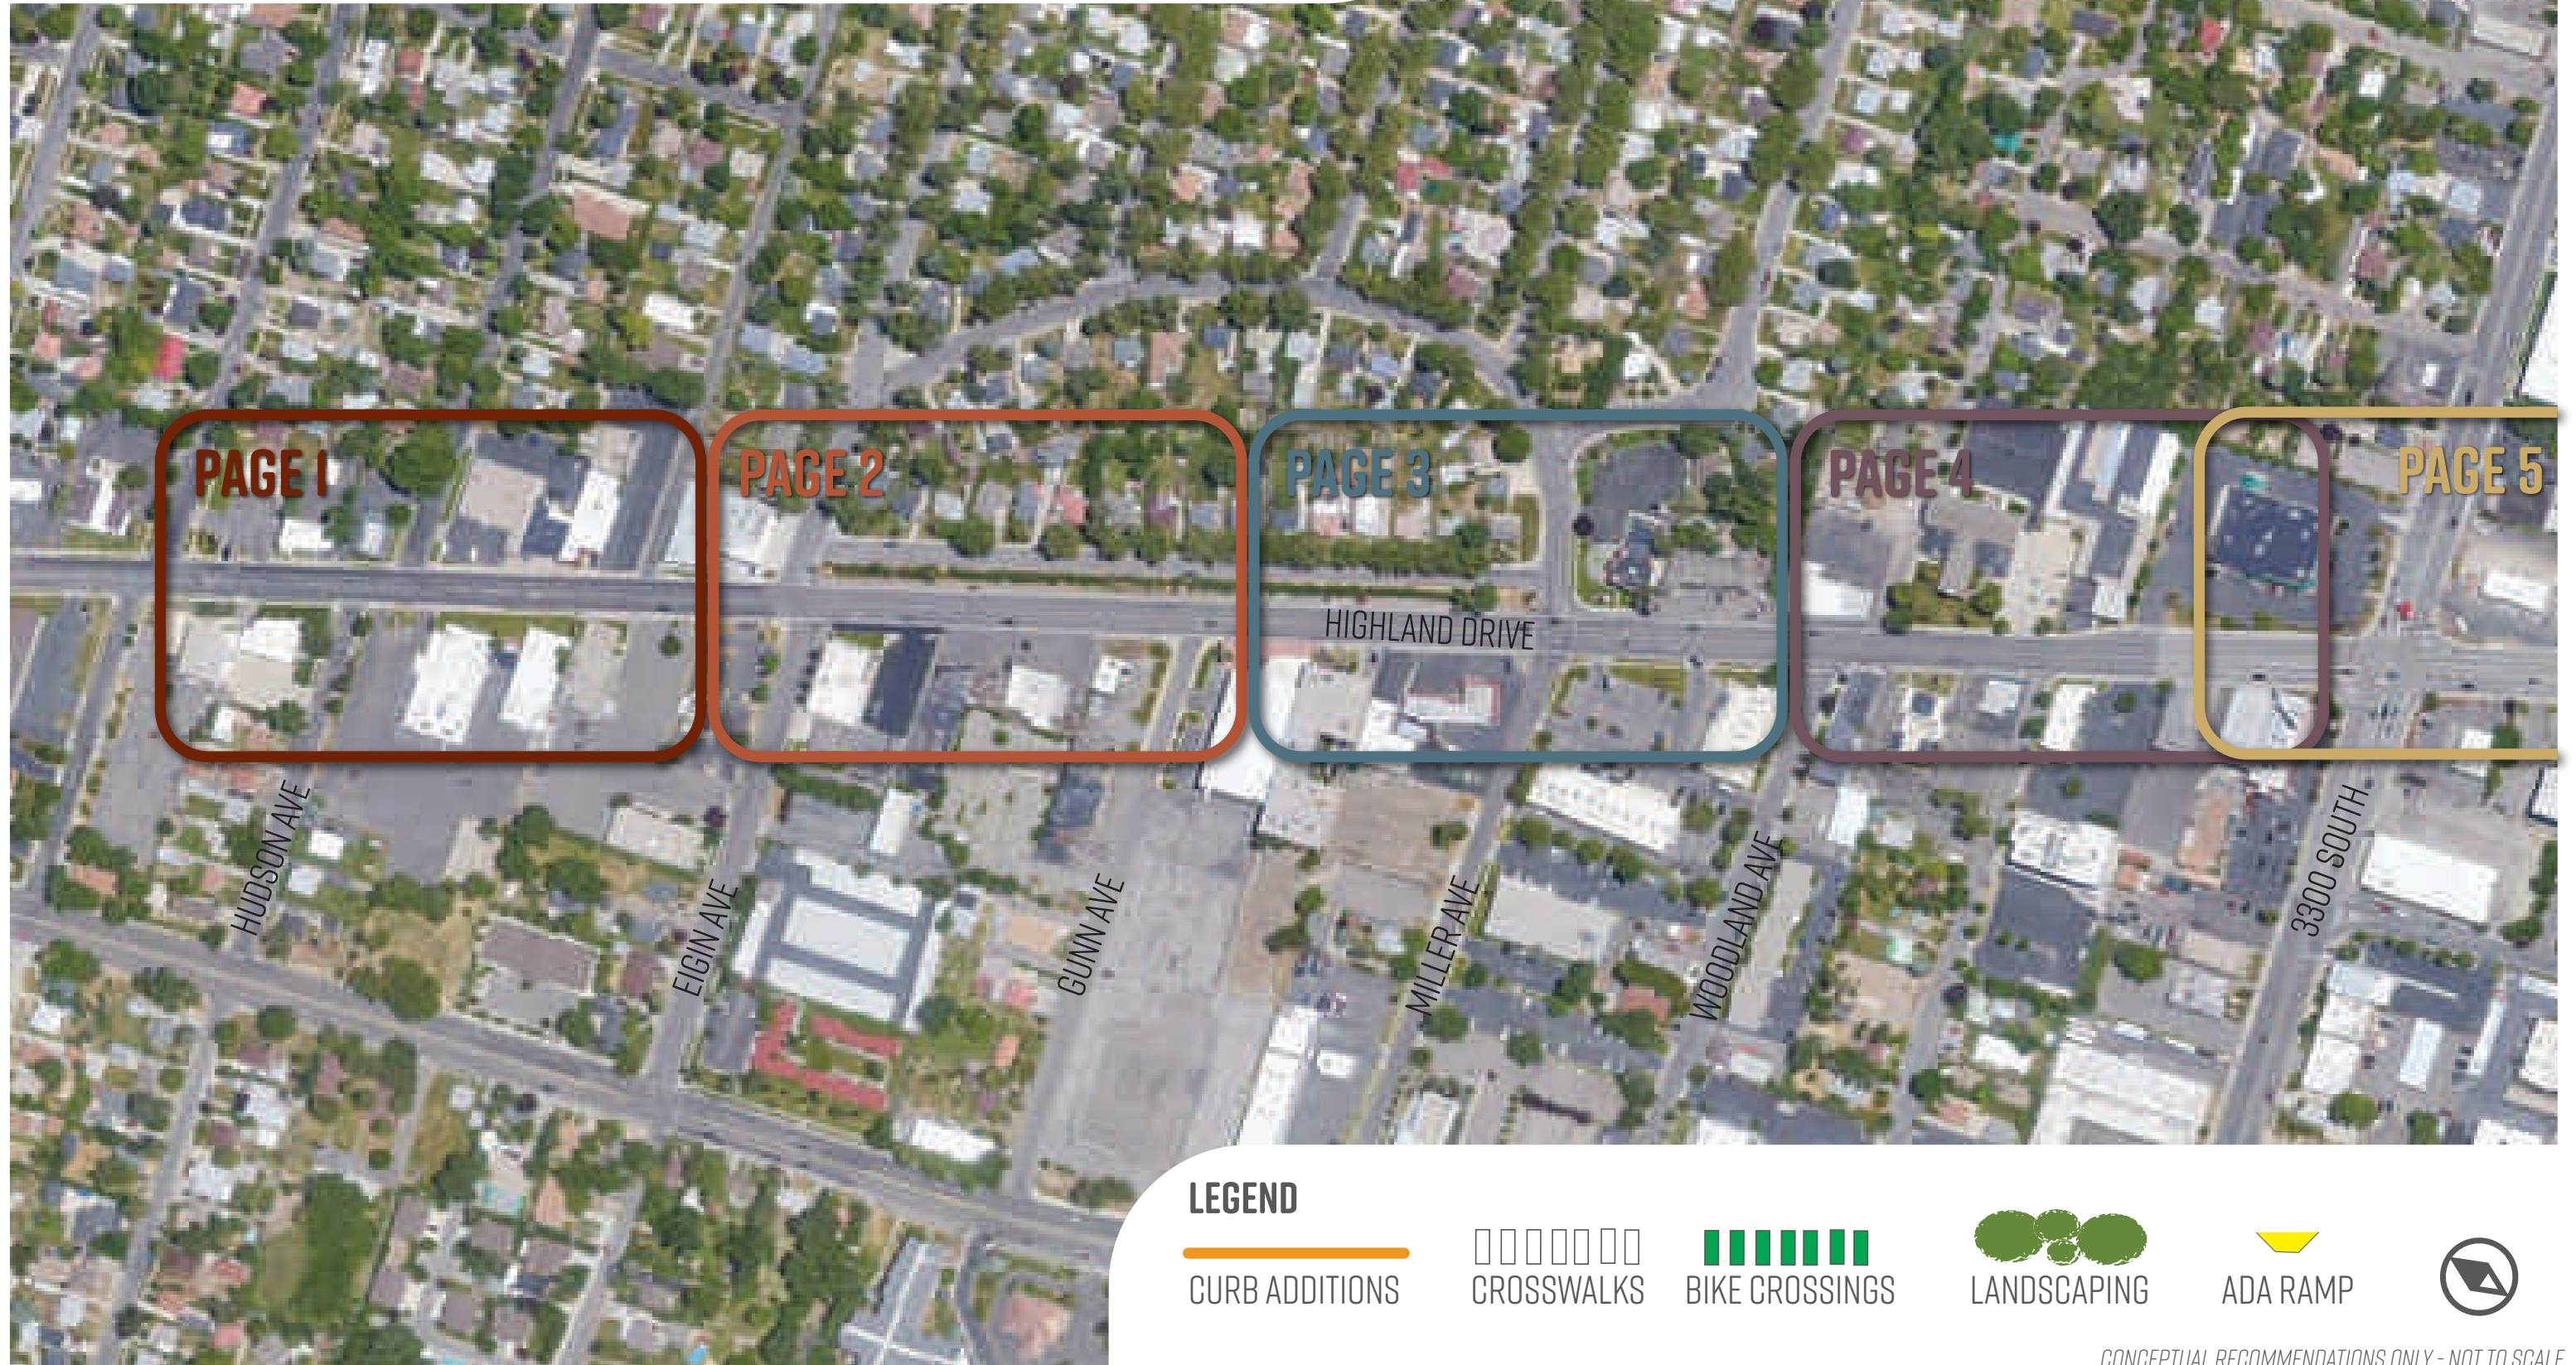 PAGE 1
PAGE 2
PAGE 3
PAGE 4
PAGE 5
HIGHLAND DRIVE
HUDSON AVE
ELGIN AVE
GUNN AVE
MILLER AVE
WOODLAND AVE
3300 SOUTH
LEGEND
CURB ADDITIONS
CROSSWALKS
BIKE CROSSINGS
LANDSCAPING
ADA RAMP
CONCEPTUAL RECOMMENDATIONS ONLY - NOT TO SCALE